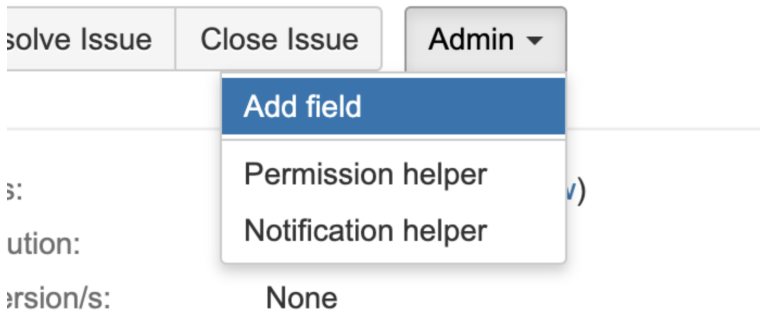 solve Issue Close Issue Admin
Add field
Permission helper
s: w)
Notification helper
ution:
ersion/s: None